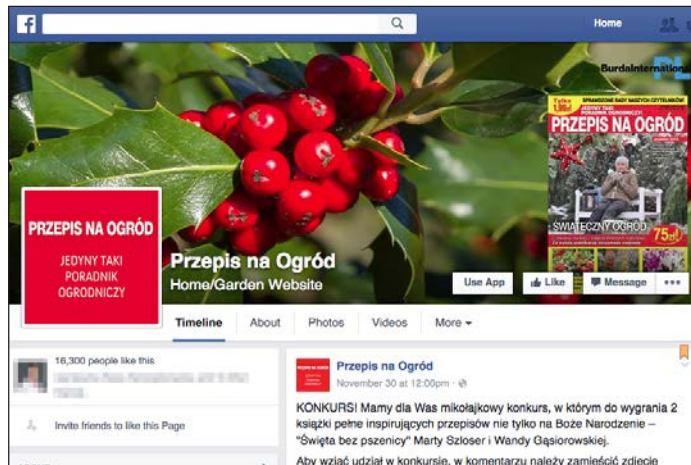 f
Home
BurdaInternational
Tylko
1,99zł
SPRAWDZONE RADY NASZYCH CZYTELNIKÓW!
JEDYNY TAKI
PORADNIK OGRODNICZY!
PRZEPIS NA OGRÓD
ŚWIĄTECZNY OGRÓD
75zł!
PRZEPIS NA OGRÓD
JEDYNY TAKI
PORADNIK
OGRODNICZY
Przepis na Ogród
Home/Garden Website
Use App Like Message
Timeline About Photos Videos More
16,300 people like this
Invite friends to like this Page
Przepis na Ogród
November 30 at 12:00pm
KONKURS! Mamy dla Was mikołajkowy konkurs, w którym do wygrania 2
książki pełne inspirujących przepisów nie tylko na Boże Narodzenie –
"Święta bez pszenicy" Marty Szloser i Wandy Gąsiorowskiej.
Aby wziąć udział w konkursie, w komentarzu należy zamieścić zdjęcie